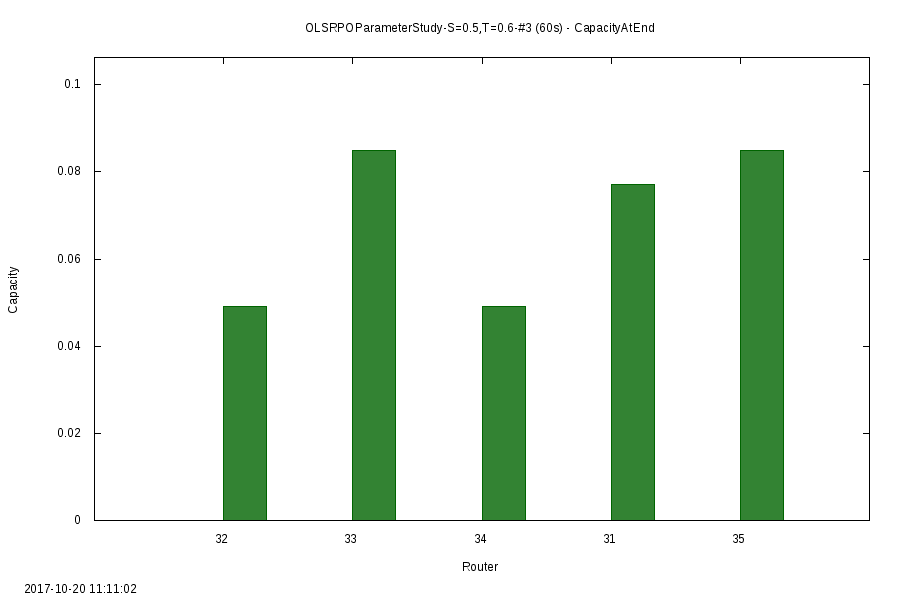 OLSRPOParameterStudy-S=0.5,T=0.6-#3 (60s) - CapacityAtEnd
0.1
0.08
0.06
0.04
0.02
0
Capacity
32 33 34 31 35
Router
2017-10-20 11:11:02